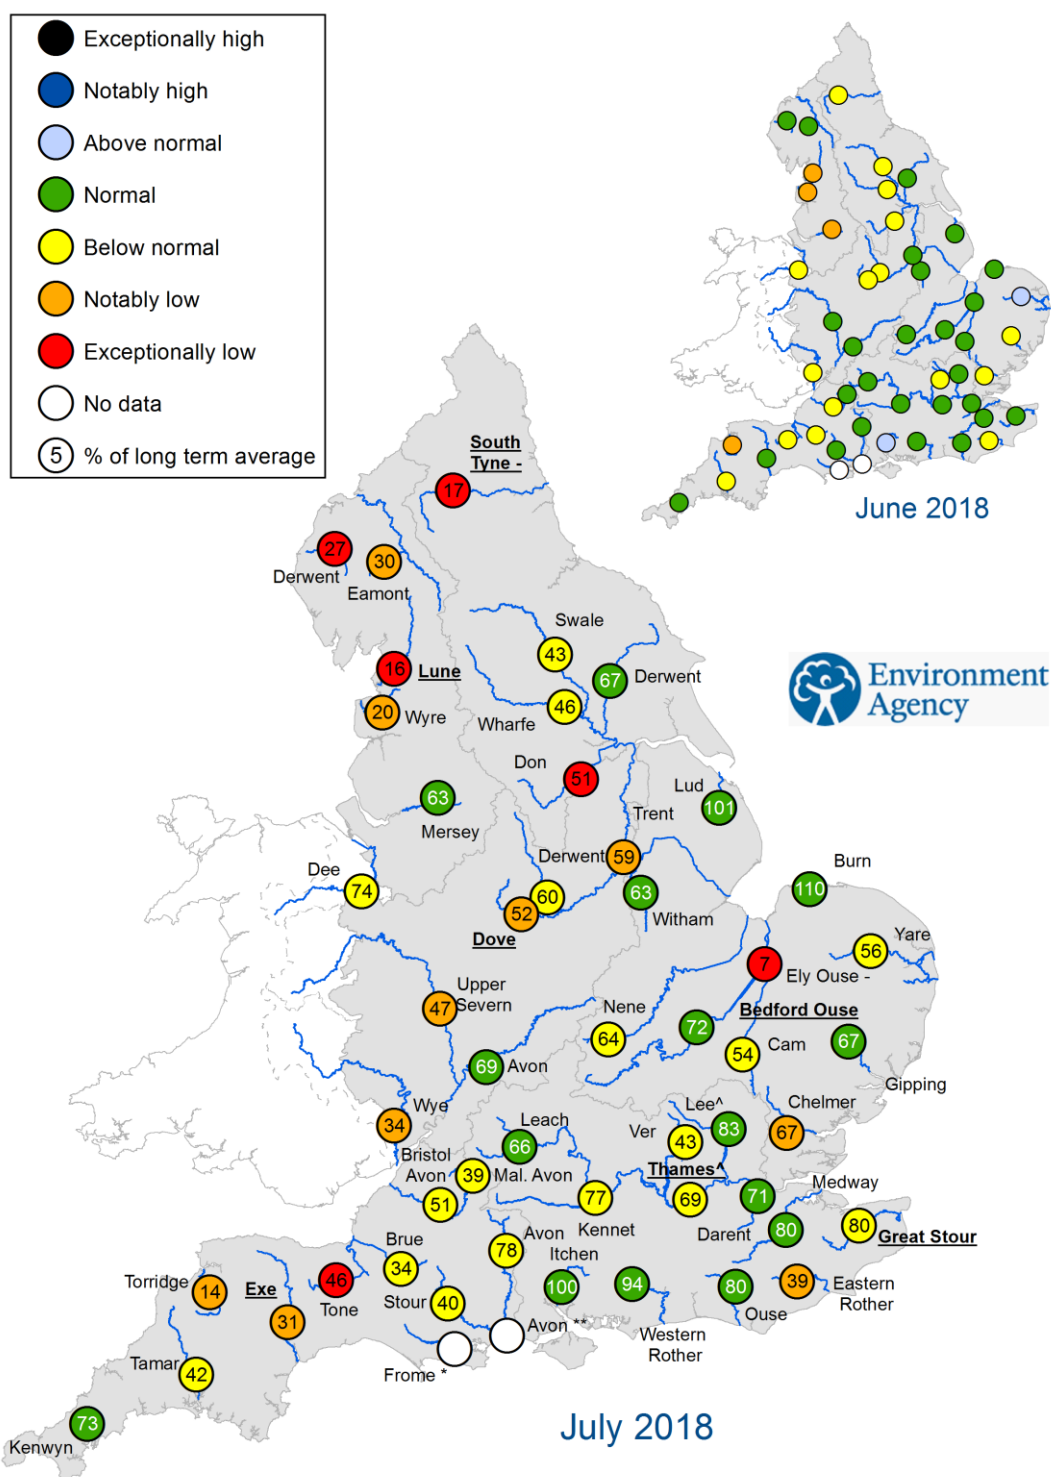 Exceptionally high
Notably high
Above normal
Normal
Below normal
Notably low
Exceptionally low
No data
5 % of long term average
June 2018
South
Tyne -
17
27
Derwent
30
Eamont
Swale
43
16
Lune
67
Derwent
20
Wyre
46
Wharfe
Environment
Agency
Don
51
63
Mersey
Lud
101
Trent
Derwent
59
Dee
74
60
52
Dove
63
Witham
Burn
110
Yare
56
7
Ely Ouse -
Bedford Ouse
Upper
Severn
47
Nene
64
72
54
Cam
67
Gipping
69
Avon
Wye
34
Leach
66
Lee^
Ver
83
43
Chelmer
67
Bristol
Avon
39
Mal. Avon
51
Thames^
69
77
Kennet
71
Darent
Medway
80
80
Great Stour
Brue
34
Avon
78
Itchen
100
94
Western
Rother
80
Ouse
39
Eastern
Rother
Torridge
14
Exe
31
46
Tone
Stour
40
Avon **
Frome *
Tamar
42
73
Kenwyn
July 2018